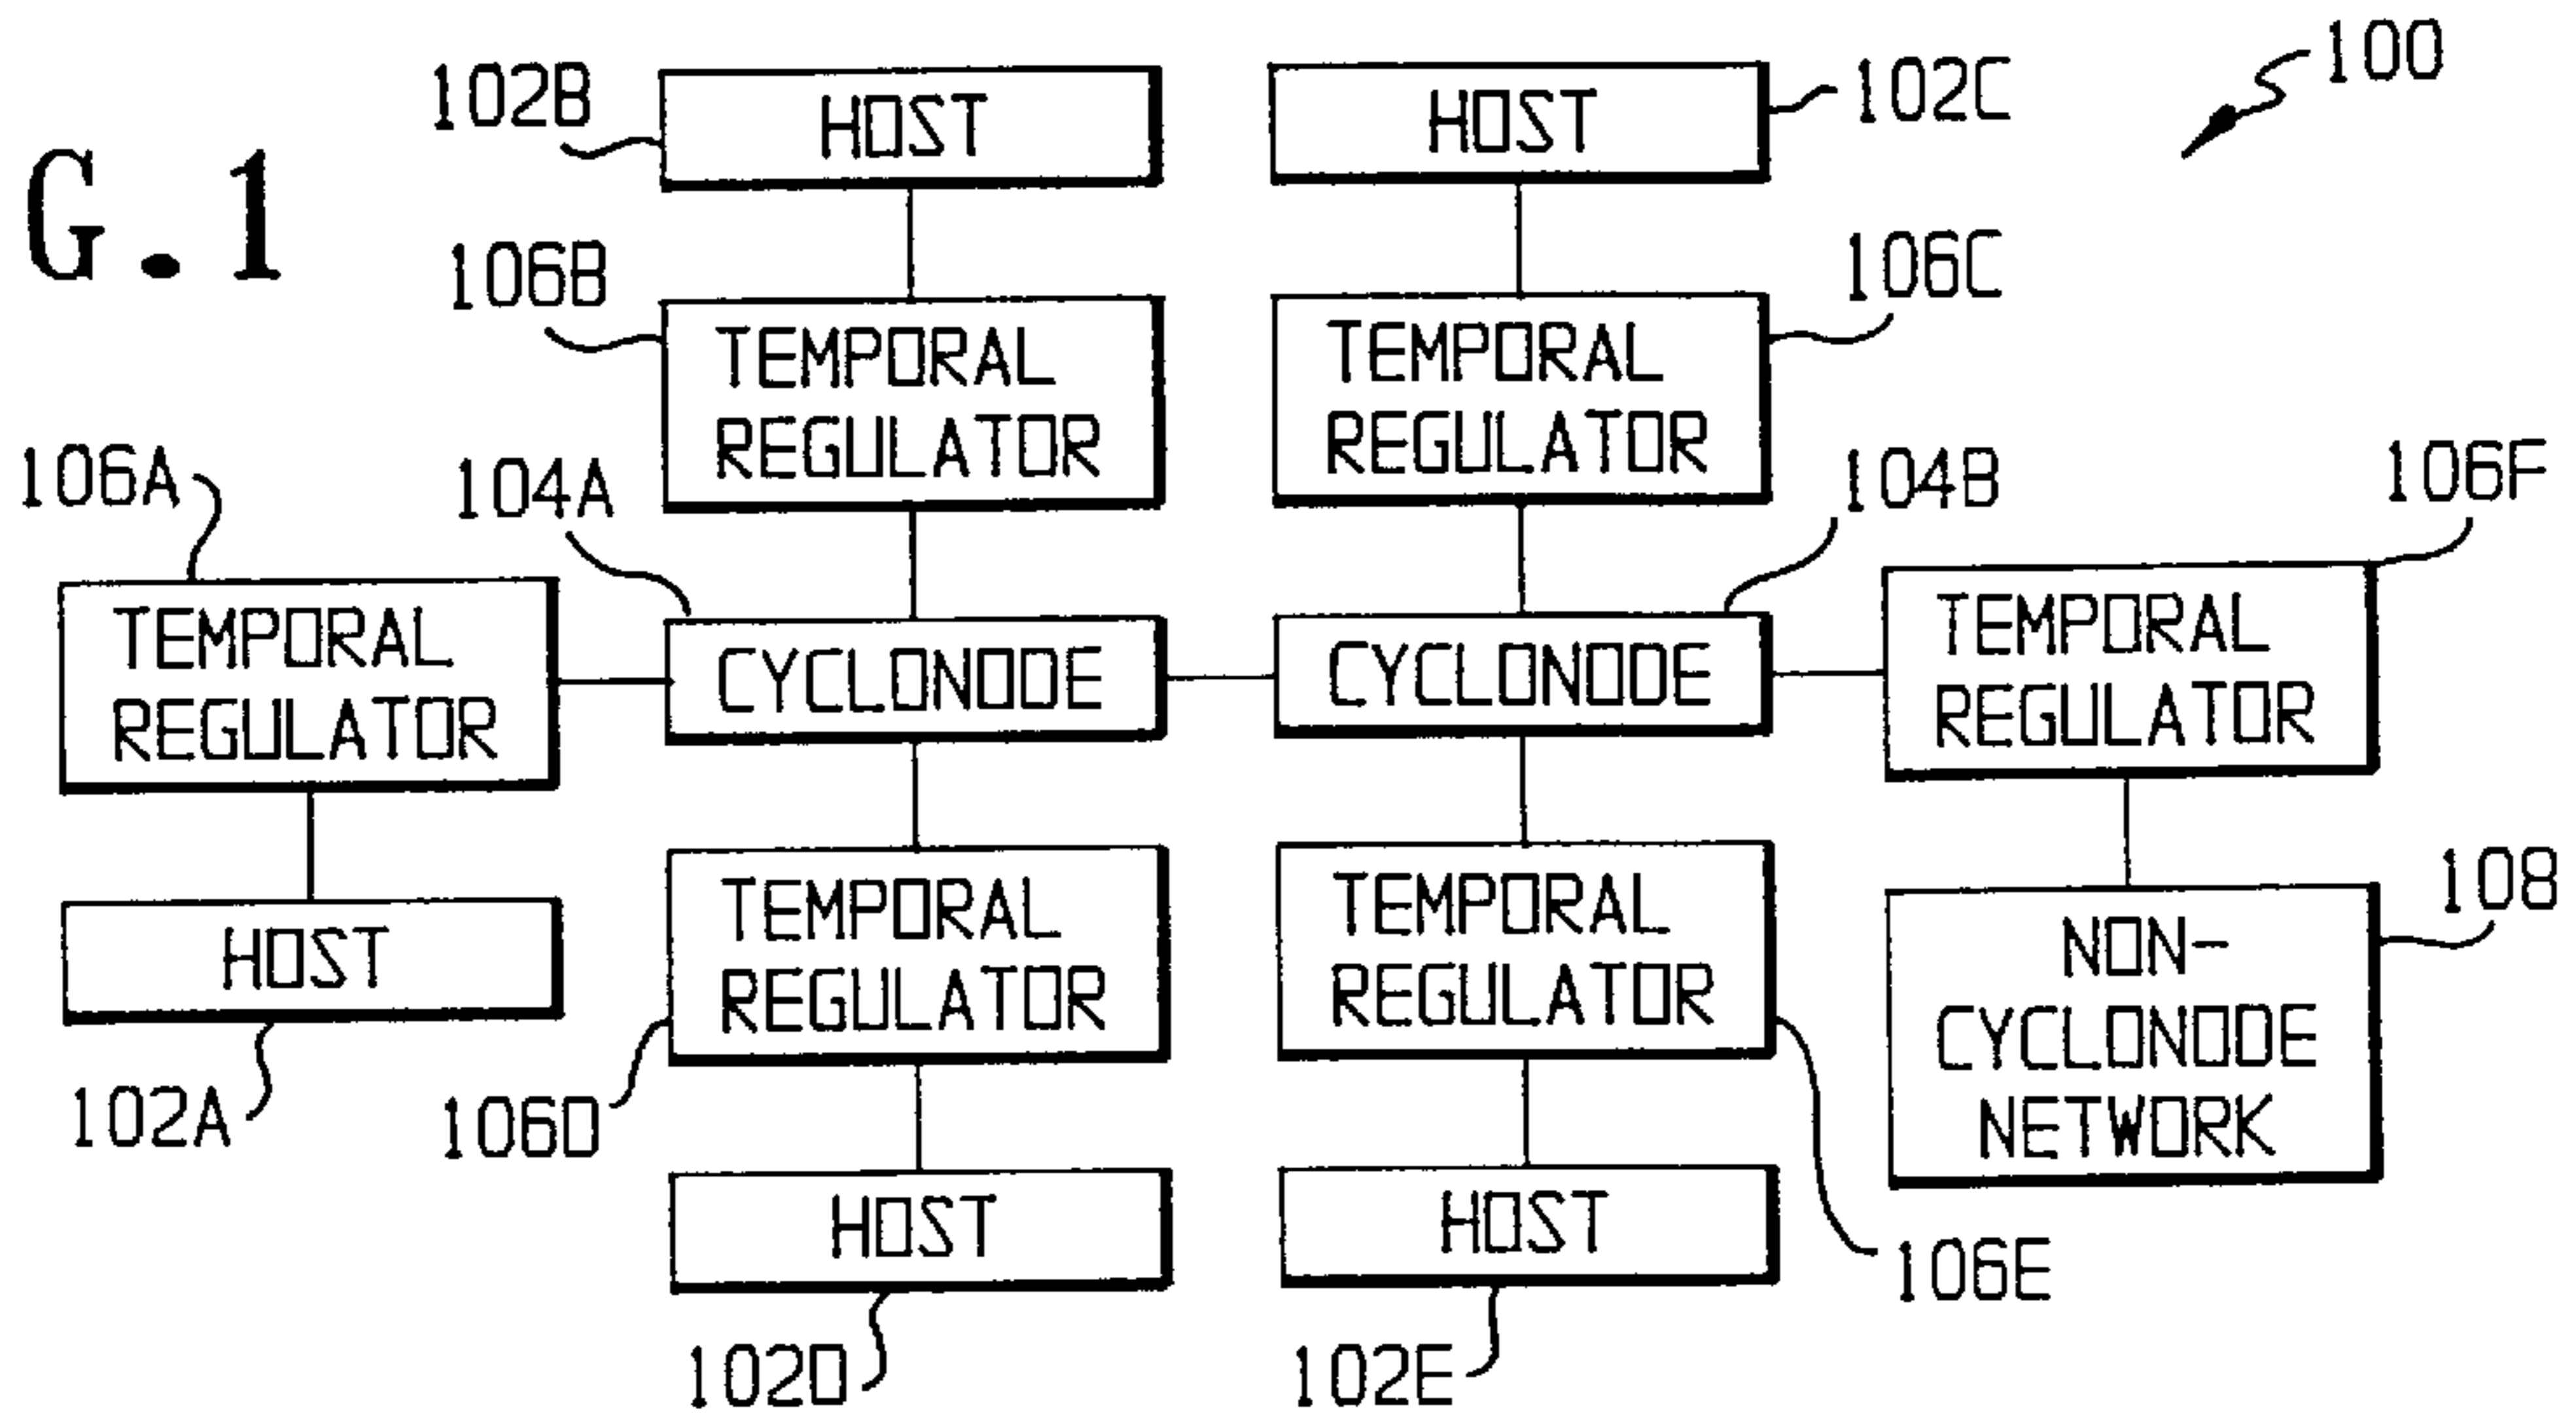 100
102B
HOST
HOST
102C
G.1
106B
TEMPORAL
REGULATOR
TEMPORAL
REGULATOR
106C
106A
104A
104B
106F
TEMPORAL
REGULATOR
CYCLONODE
CYCLONODE
TEMPORAL
REGULATOR
HOST
TEMPORAL
REGULATOR
TEMPORAL
REGULATOR
NON-
CYCLONODE
NETWORK
108
102A
106D
HOST
HOST
106E
102D
102E